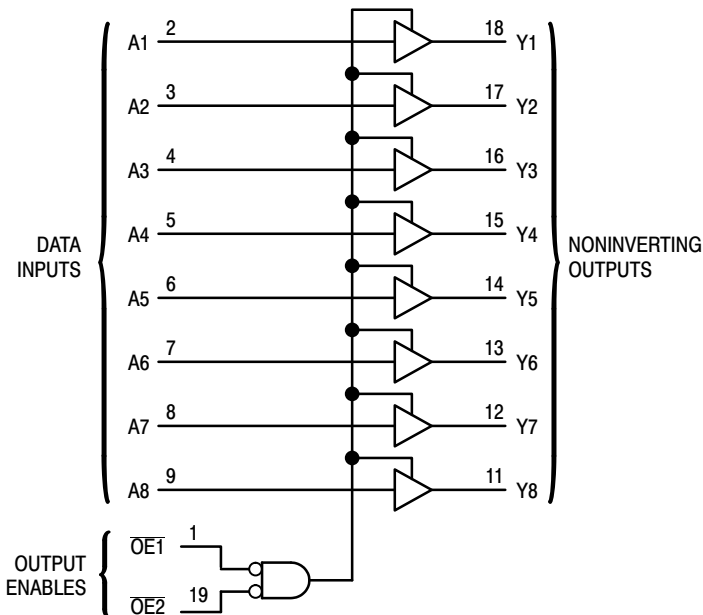 A1 2 18 Y1
A2 3 17 Y2
A3 4 16 Y3
A4 5 15 Y4
DATA
INPUTS
NONINVERTING
OUTPUTS
A5 6 14 Y5
A6 7 13 Y6
A7 8 12 Y7
A8 9 11 Y8
OUTPUT
ENABLES
O̅E̅1̅ 1
O̅E̅2̅ 19